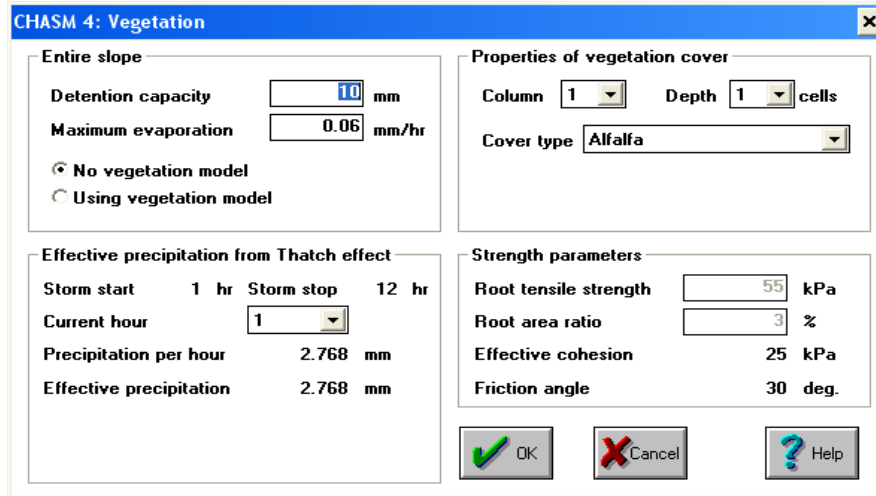 CHASM 4: Vegetation
Entire slope
Detention capacity 10 mm
Maximum evaporation 0.06 mm/hr
No vegetation model
Using vegetation model
Properties of vegetation cover
Column 1 Depth 1 cells
Cover type Alfalfa
Effective precipitation from Thatch effect
Storm start 1 hr Storm stop 12 hr
Current hour 1
Precipitation per hour 2.768 mm
Effective precipitation 2.768 mm
Strength parameters
Root tensile strength 55 kPa
Root area ratio 3 %
Effective cohesion 25 kPa
Friction angle 30 deg.
OK Cancel Help